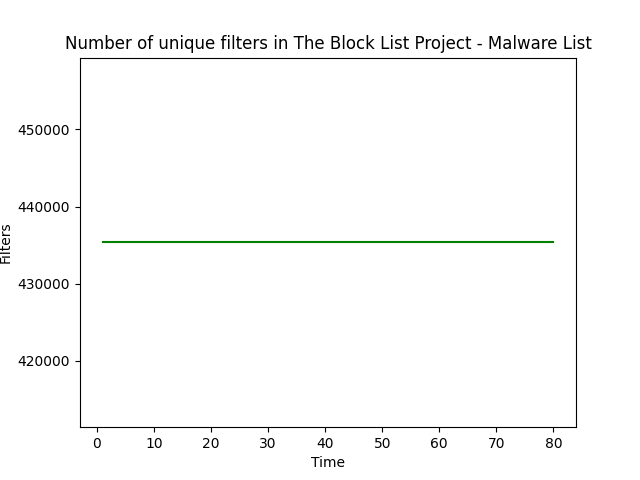 Number of unique filters in The Block List Project - Malware List
450000
440000
430000
420000
Filters
0 10 20 30 40 50 60 70 80
Time